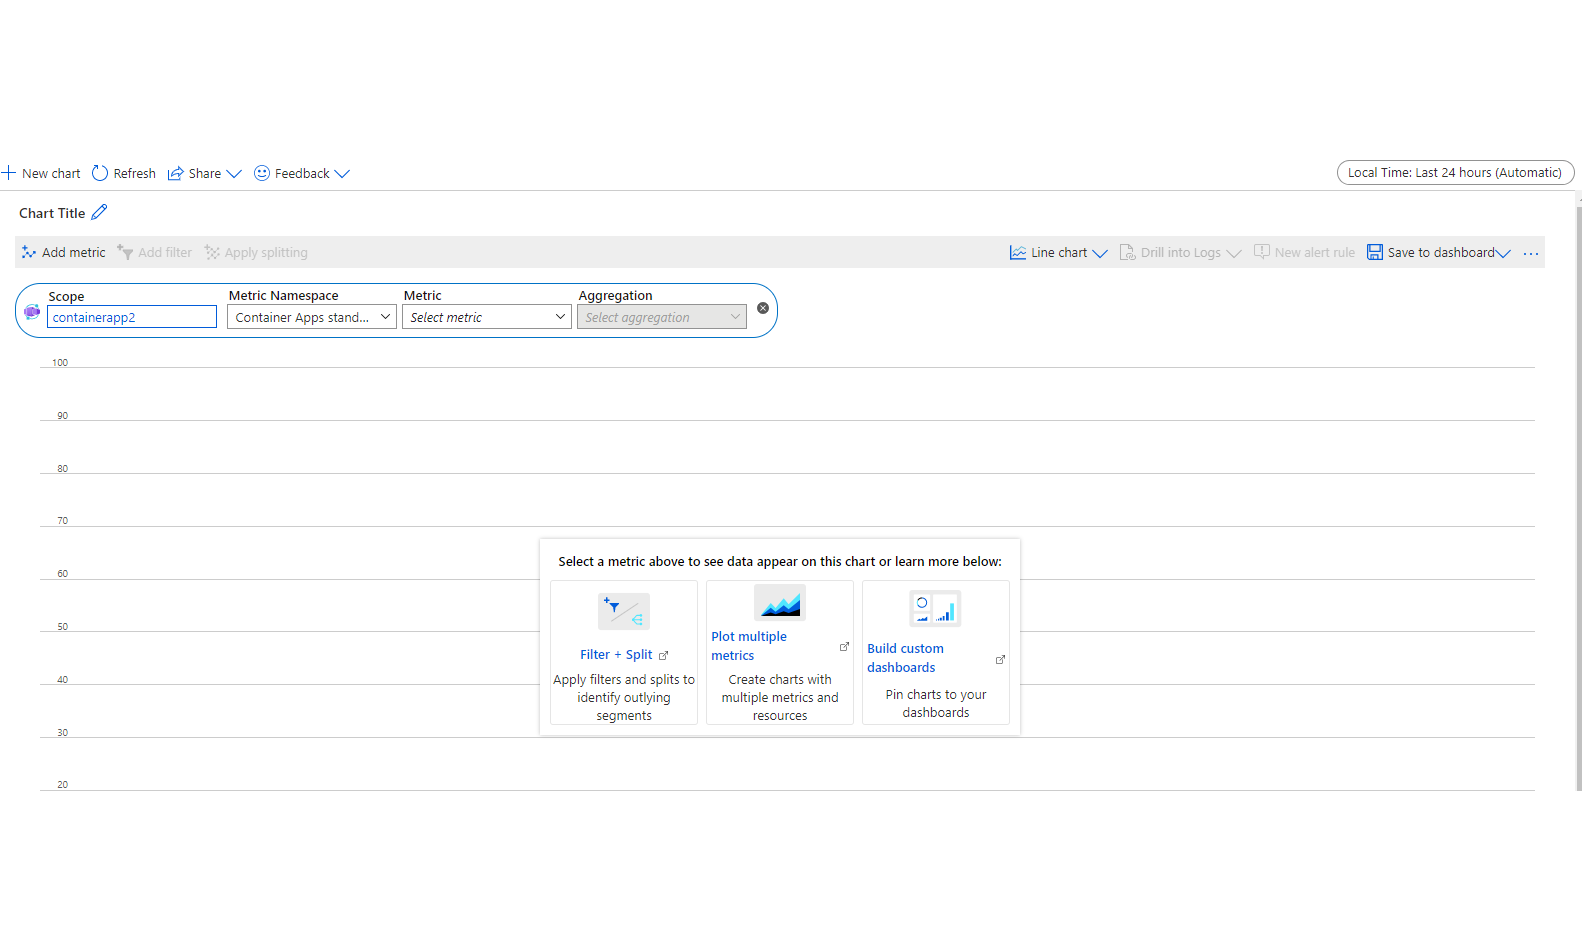 New chart Refresh Share Feedback Local Time: Last 24 hours (Automatic)
Chart Title
Add metric Add filter Apply splitting Line chart Drill into Logs New alert rule Save to dashboard ...
Scope Metric Namespace Metric Aggregation
containerapp2 Container Apps stand... Select metric Select aggregation
100
90
80
70
60
50
40
30
20
Select a metric above to see data appear on this chart or learn more below:
Filter + Split
Apply filters and splits to
identify outlying
segments
Plot multiple
metrics
Create charts with
multiple metrics and
resources
Build custom
dashboards
Pin charts to your
dashboards